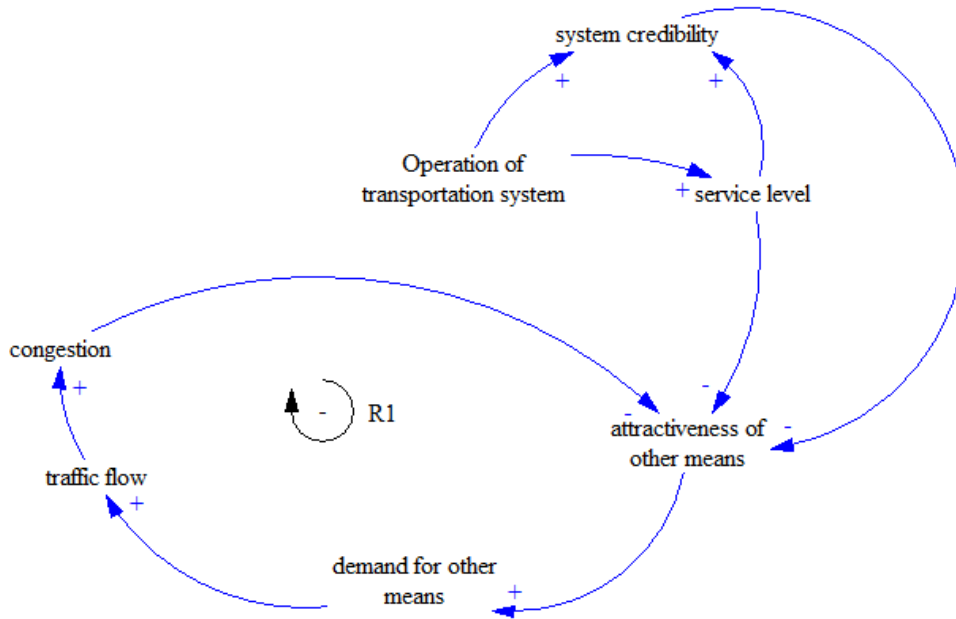 system credibility
+
+
Operation of
transportation system
+
service level
congestion
+
-
R1
-
-
-
attractiveness of
other means
traffic flow
+
demand for other
means
+